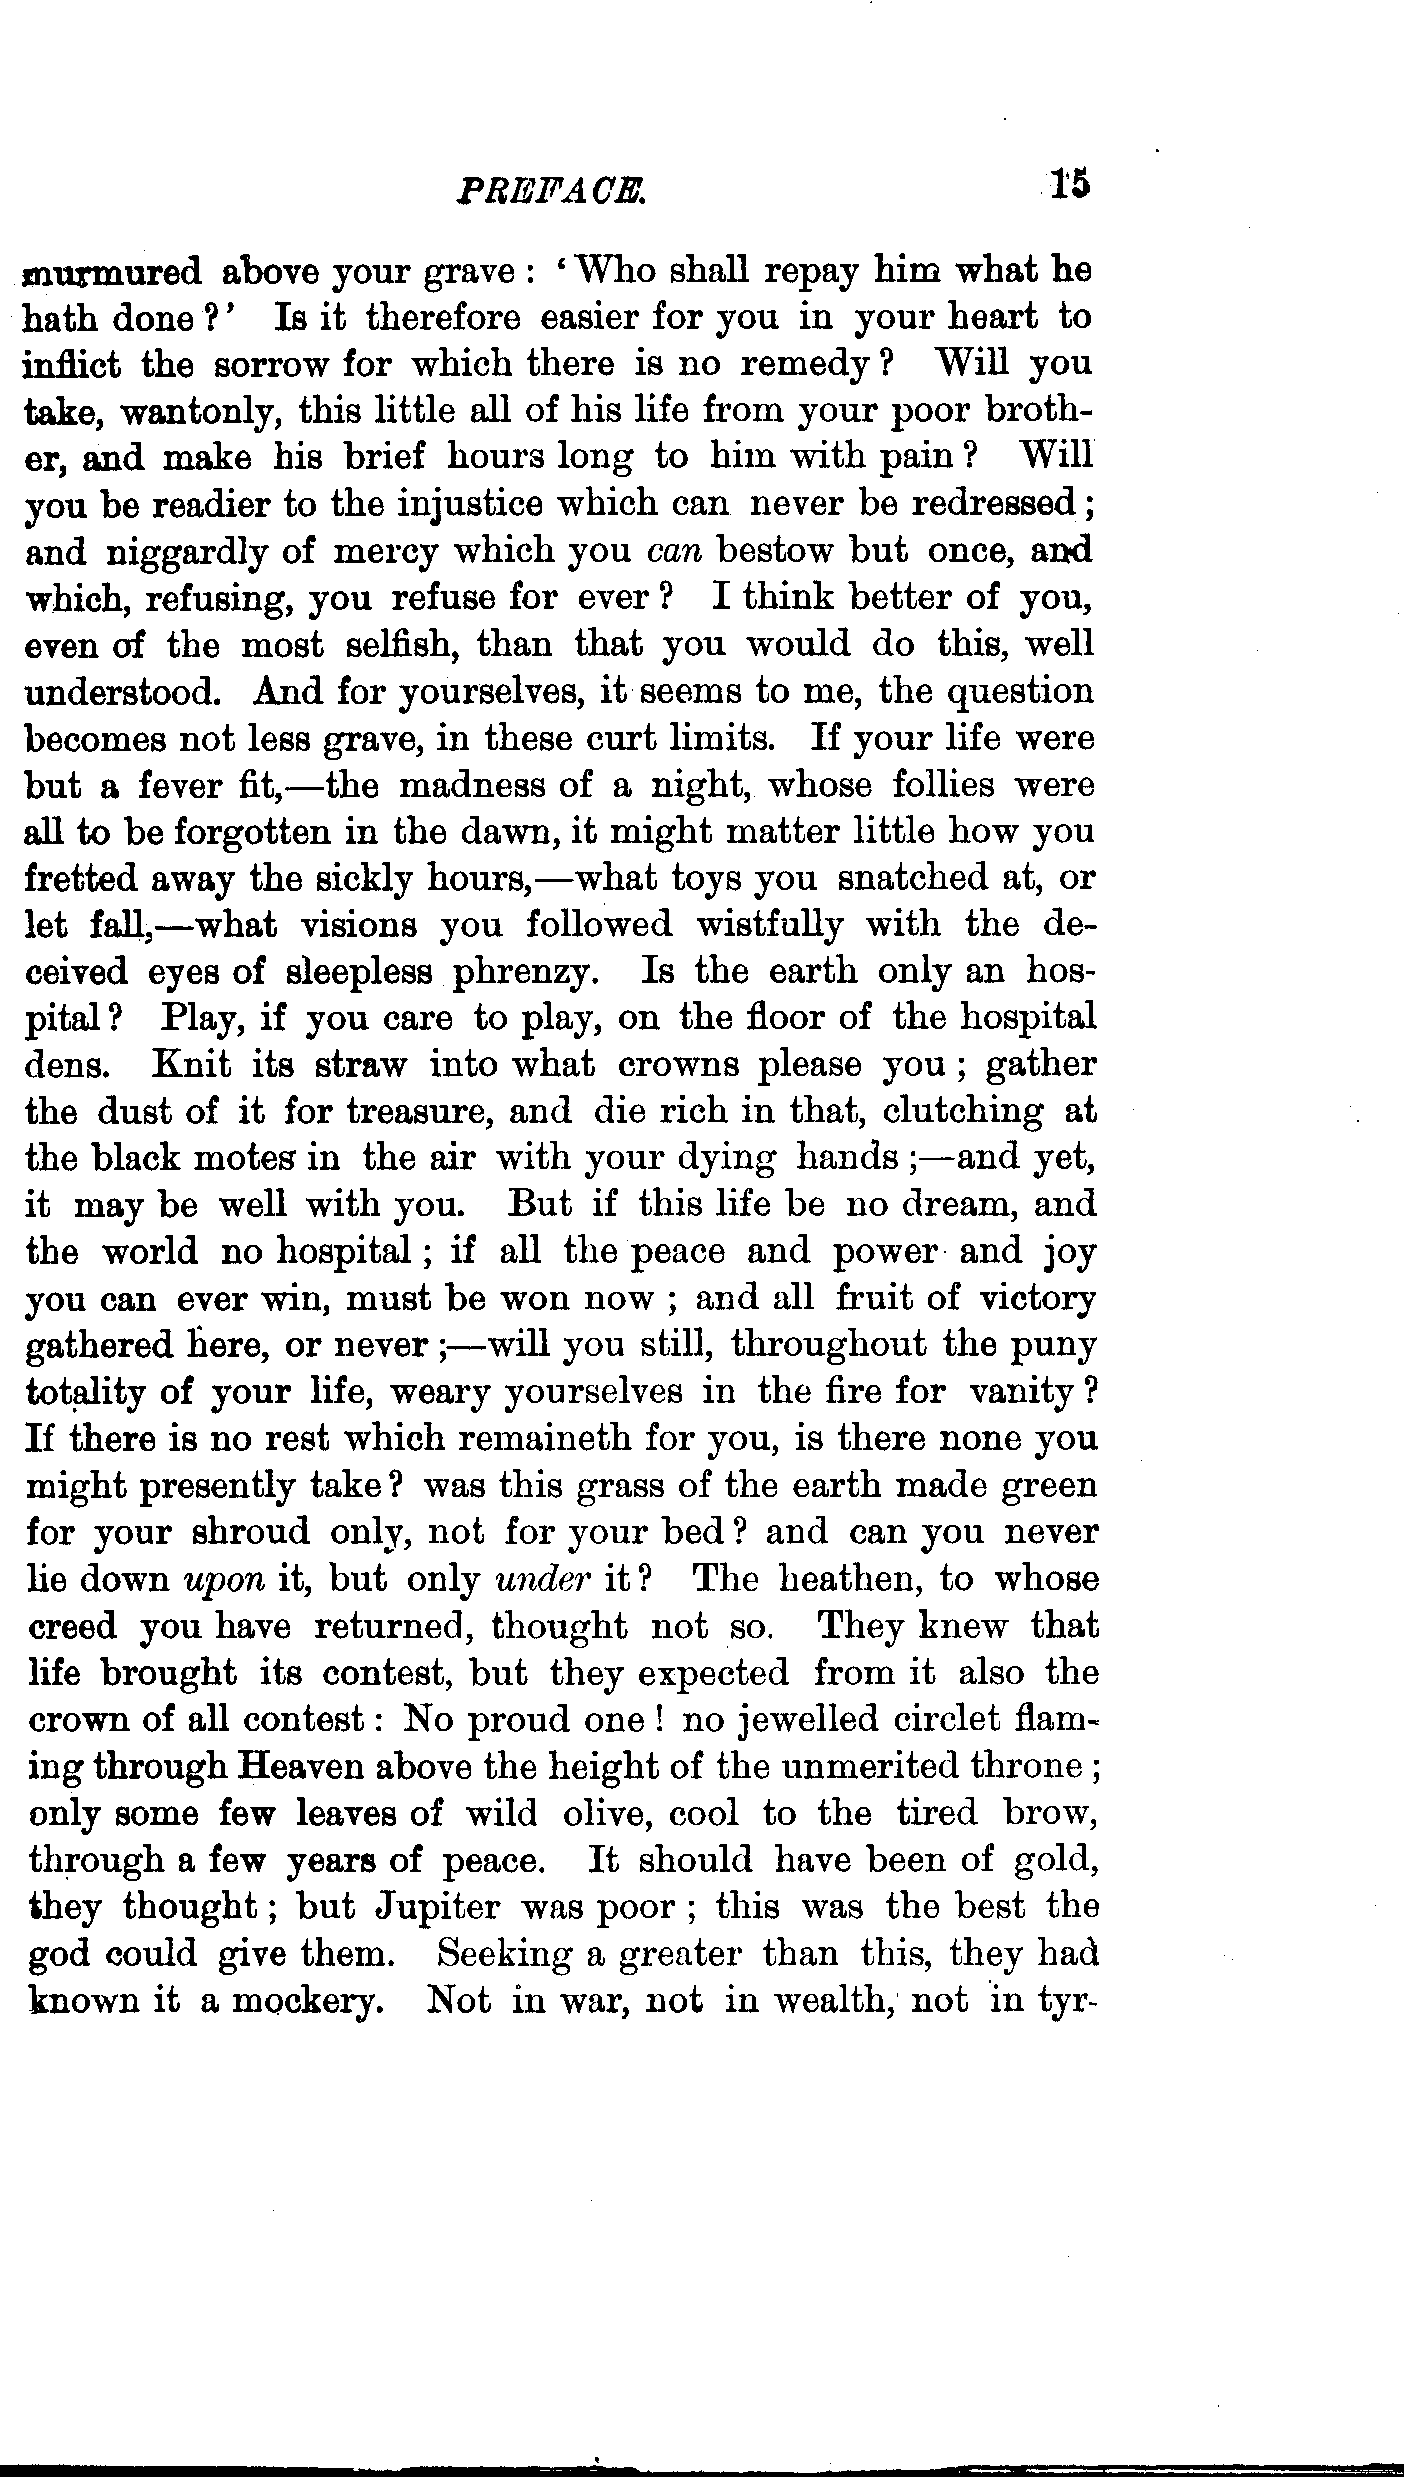 PREFACE. 15
murmured above your grave : ‘Who shall repay him what he
hath done ?’ Is it therefore easier for you in your heart to
inflict the sorrow for which there is no remedy ? Will you
take, wantonly, this little all of his life from your poor broth-
er, and make his brief hours long to him with pain ? Will
you be readier to the injustice which can never be redressed ;
and niggardly of mercy which you can bestow but once, and
which, refusing, you refuse for ever ? I think better of you,
even of the most selfish, than that you would do this, well
understood. And for yourselves, it seems to me, the question
becomes not less grave, in these curt limits. If your life were
but a fever fit,—the madness of a night, whose follies were
all to be forgotten in the dawn, it might matter little how you
fretted away the sickly hours,—what toys you snatched at, or
let fall,—what visions you followed wistfully with the de-
ceived eyes of sleepless phrenzy. Is the earth only an hos-
pital ? Play, if you care to play, on the floor of the hospital
dens. Knit its straw into what crowns please you ; gather
the dust of it for treasure, and die rich in that, clutching at
the black motes in the air with your dying hands ;—and yet,
it may be well with you. But if this life be no dream, and
the world no hospital ; if all the peace and power and joy
you can ever win, must be won now ; and all fruit of victory
gathered here, or never ;—will you still, throughout the puny
totality of your life, weary yourselves in the fire for vanity ?
If there is no rest which remaineth for you, is there none you
might presently take ? was this grass of the earth made green
for your shroud only, not for your bed ? and can you never
lie down upon it, but only under it ? The heathen, to whose
creed you have returned, thought not so. They knew that
life brought its contest, but they expected from it also the
crown of all contest : No proud one ! no jewelled circlet flam-
ing through Heaven above the height of the unmerited throne ;
only some few leaves of wild olive, cool to the tired brow,
through a few years of peace. It should have been of gold,
they thought ; but Jupiter was poor ; this was the best the
god could give them. Seeking a greater than this, they had
known it a mockery. Not in war, not in wealth, not in tyr-